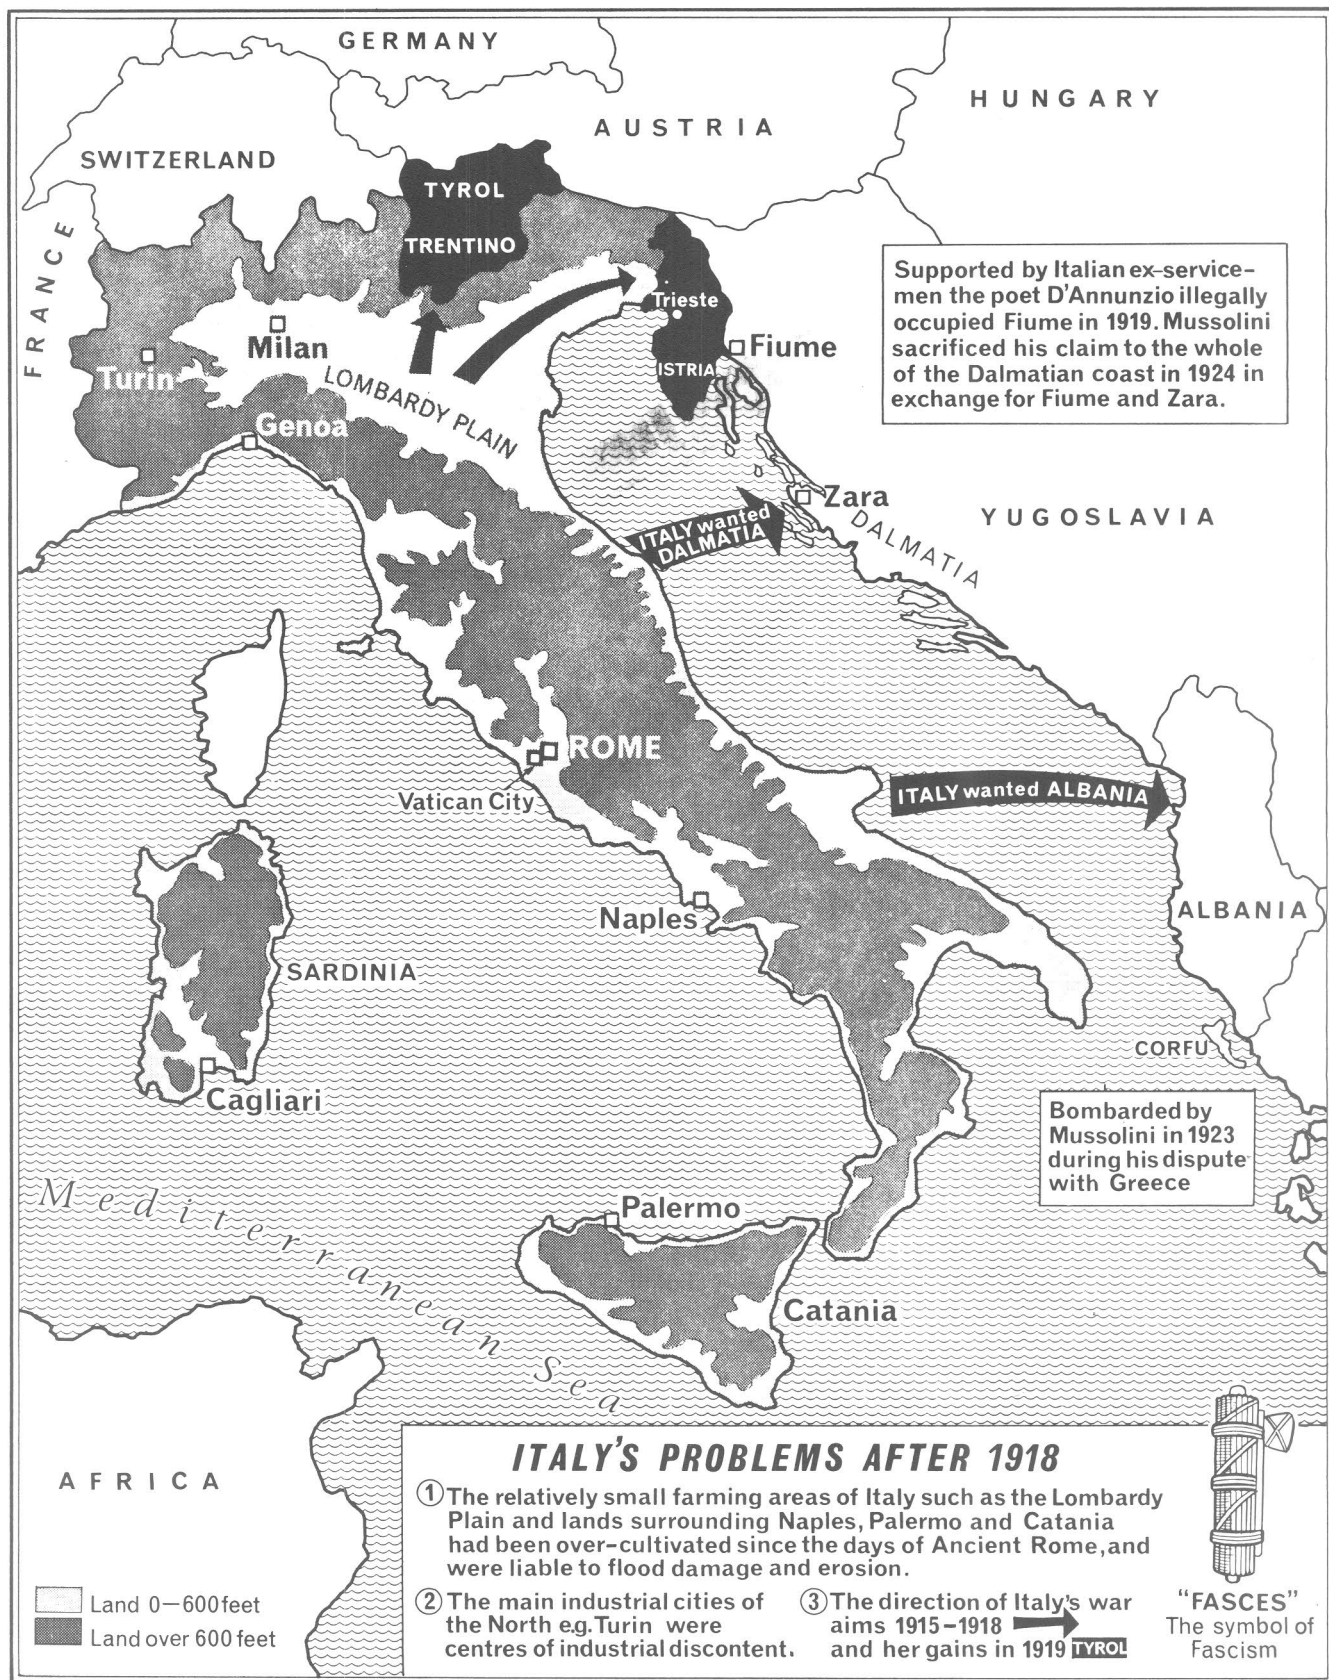 GERMANY
HUNGARY
AUSTRIA
SWITZERLAND
TYROL
TRENTINO
FRANCE
Supported by Italian ex-service-
men the poet D'Annunzio illegally
occupied Fiume in 1919. Mussolini
sacrificed his claim to the whole
of the Dalmatian coast in 1924 in
exchange for Fiume and Zara.
Trieste
Milan
Fiume
Turin
ISTRIA
LOMBARDY PLAIN
Genoa
Zara
ITALY wanted
DALMATIA
DALMATIA
YUGOSLAVIA
ROME
Vatican City
ITALY wanted ALBANIA
Naples
ALBANIA
SARDINIA
CORFU
Cagliari
Bombarded by
Mussolini in 1923
during his dispute
with Greece
Mediterranean Sea
Palermo
Catania
AFRICA
ITALY'S PROBLEMS AFTER 1918
1 The relatively small farming areas of Italy such as the Lombardy
Plain and lands surrounding Naples, Palermo and Catania
had been over-cultivated since the days of Ancient Rome, and
were liable to flood damage and erosion.
2 The main industrial cities of
the North e.g. Turin were
centres of industrial discontent.
3 The direction of Italy's war
aims 1915-1918
and her gains in 1919 TYROL
Land 0-600 feet
Land over 600 feet
"FASCES"
The symbol of
Fascism